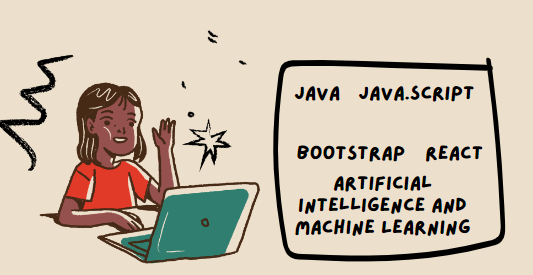 JAVA JAVA.SCRIPT
BOOTSTRAP REACT
ARTIFICIAL
INTELLIGENCE AND
MACHINE LEARNING